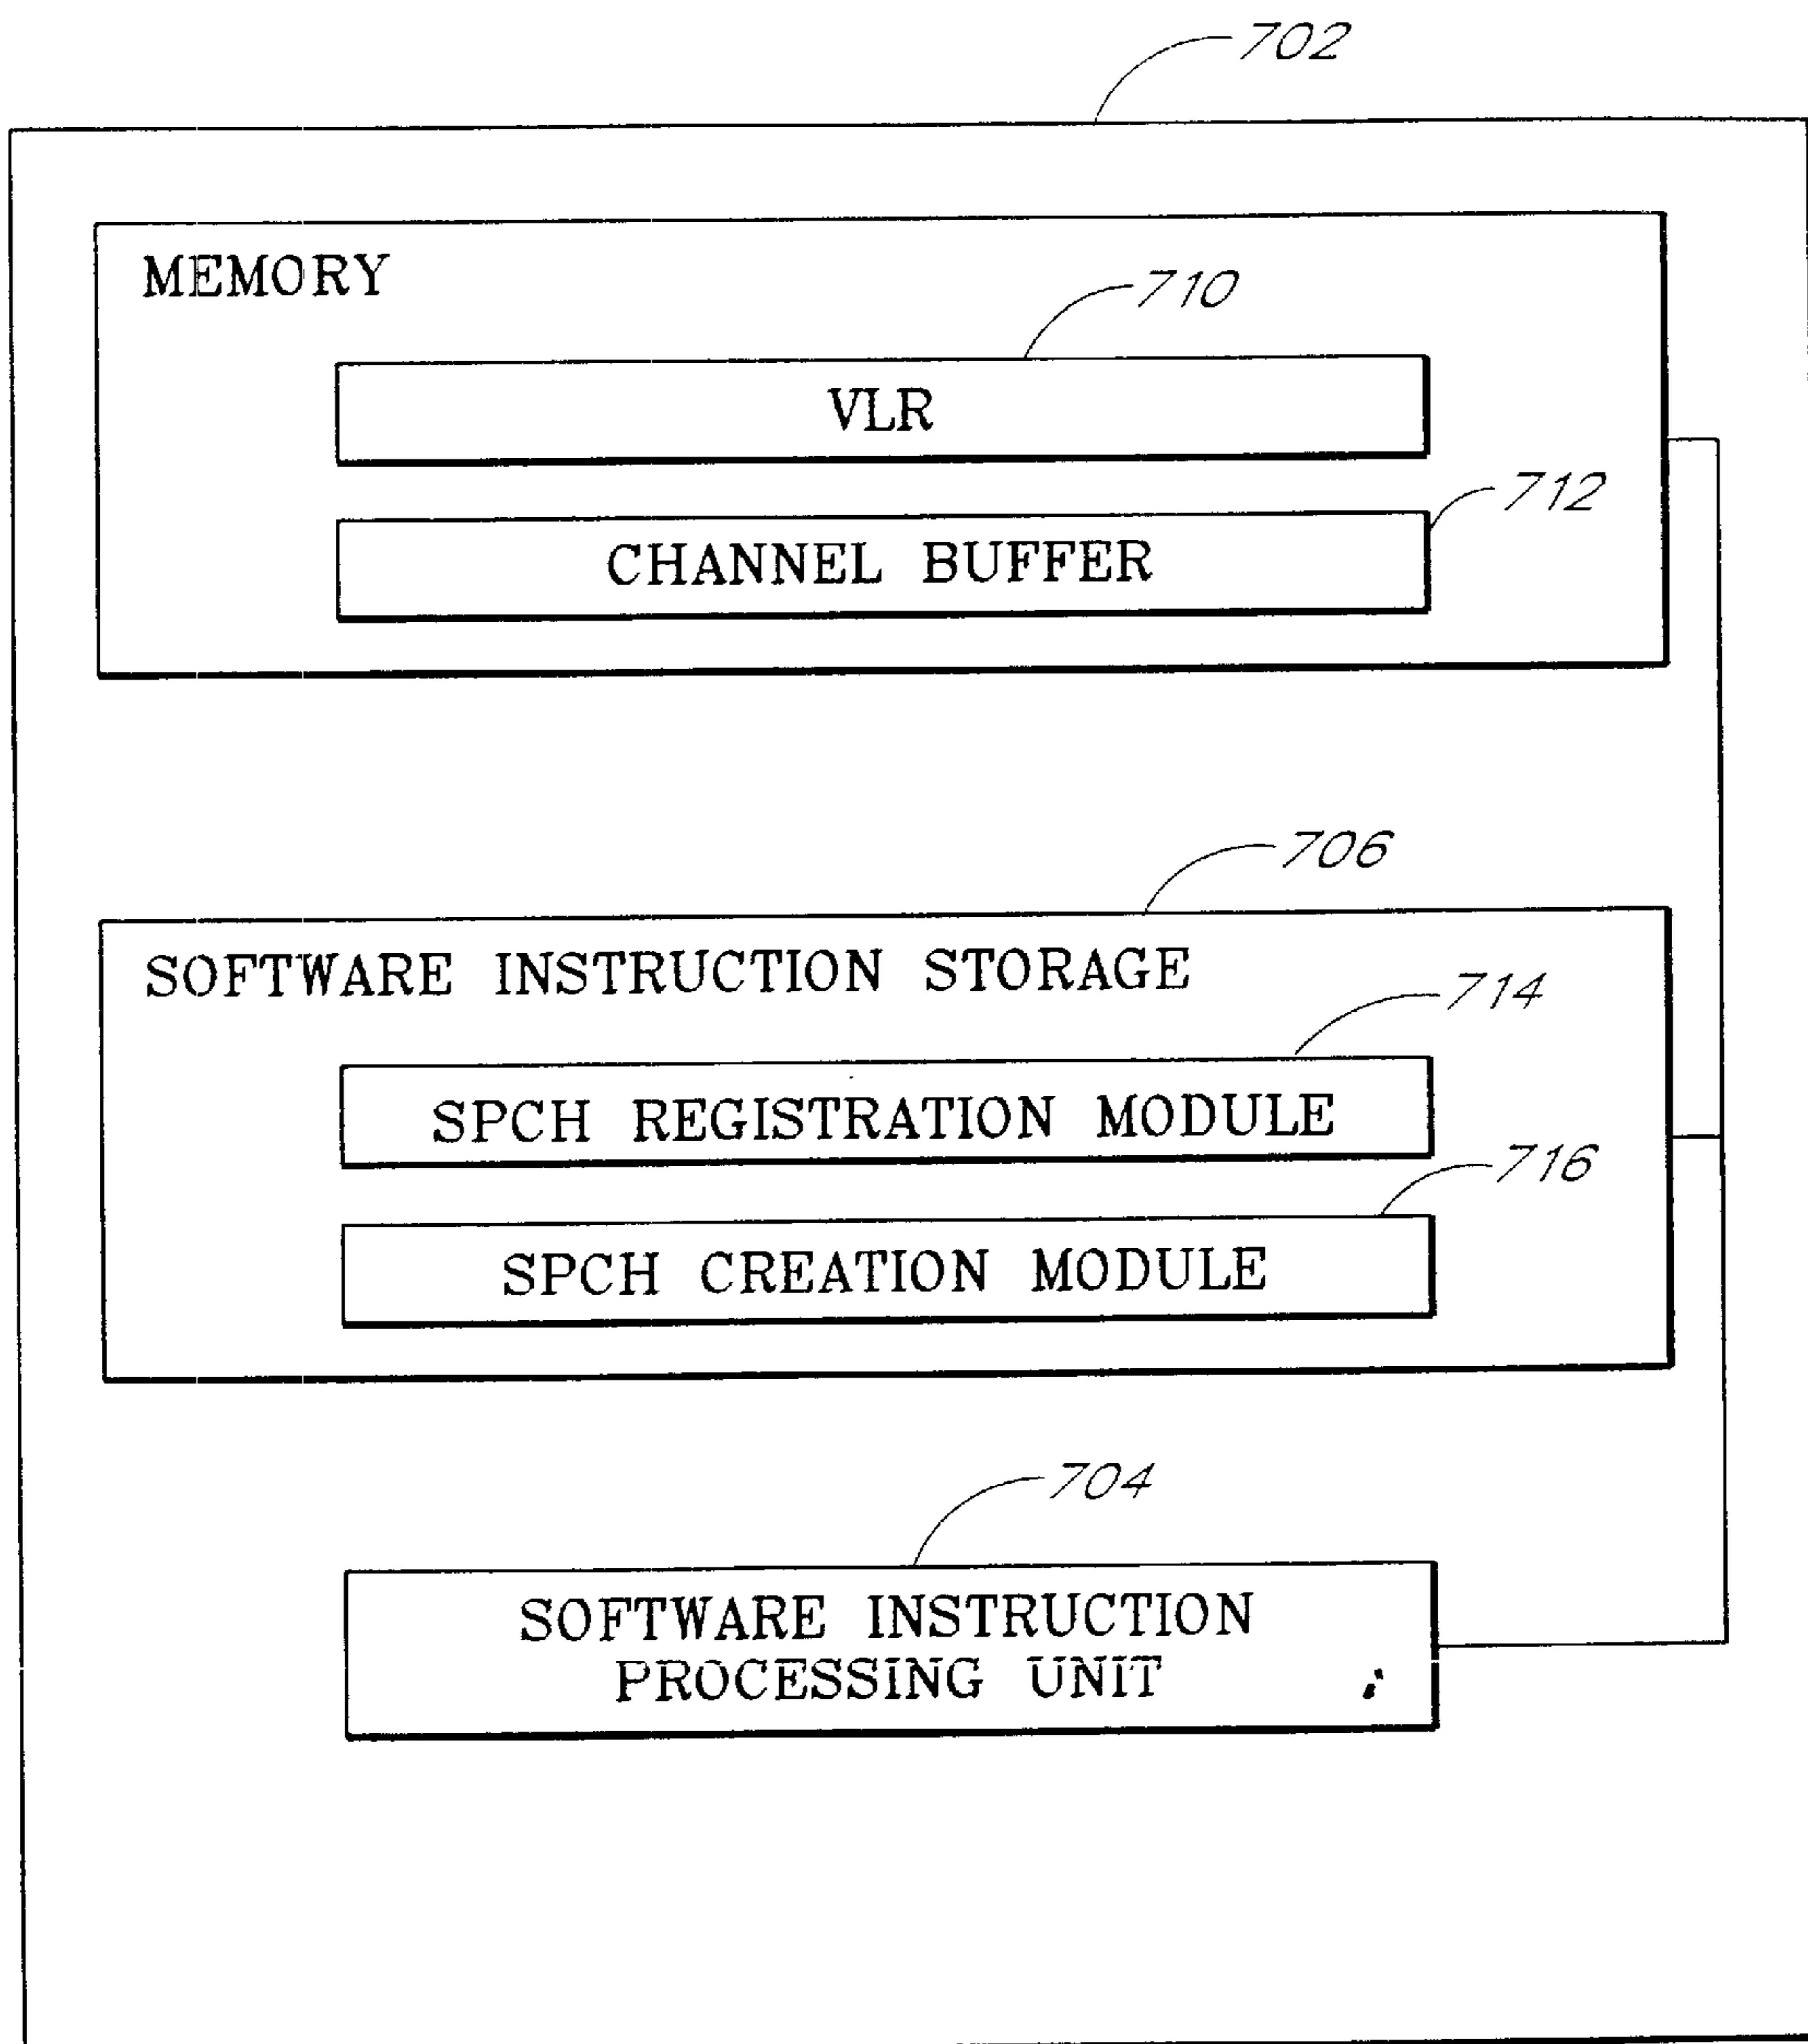 702
MEMORY
710
VLR
712
CHANNEL BUFFER
706
SOFTWARE INSTRUCTION STORAGE
714
SPCH REGISTRATION MODULE
716
SPCH CREATION MODULE
704
SOFTWARE INSTRUCTION
PROCESSING UNIT